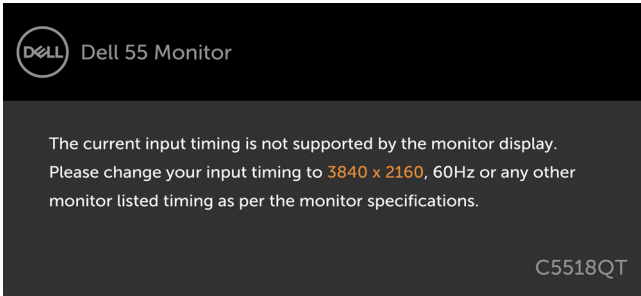 DELL Dell 55 Monitor
The current input timing is not supported by the monitor display.
Please change your input timing to 3840 x 2160, 60Hz or any other
monitor listed timing as per the monitor specifications.
C5518QT